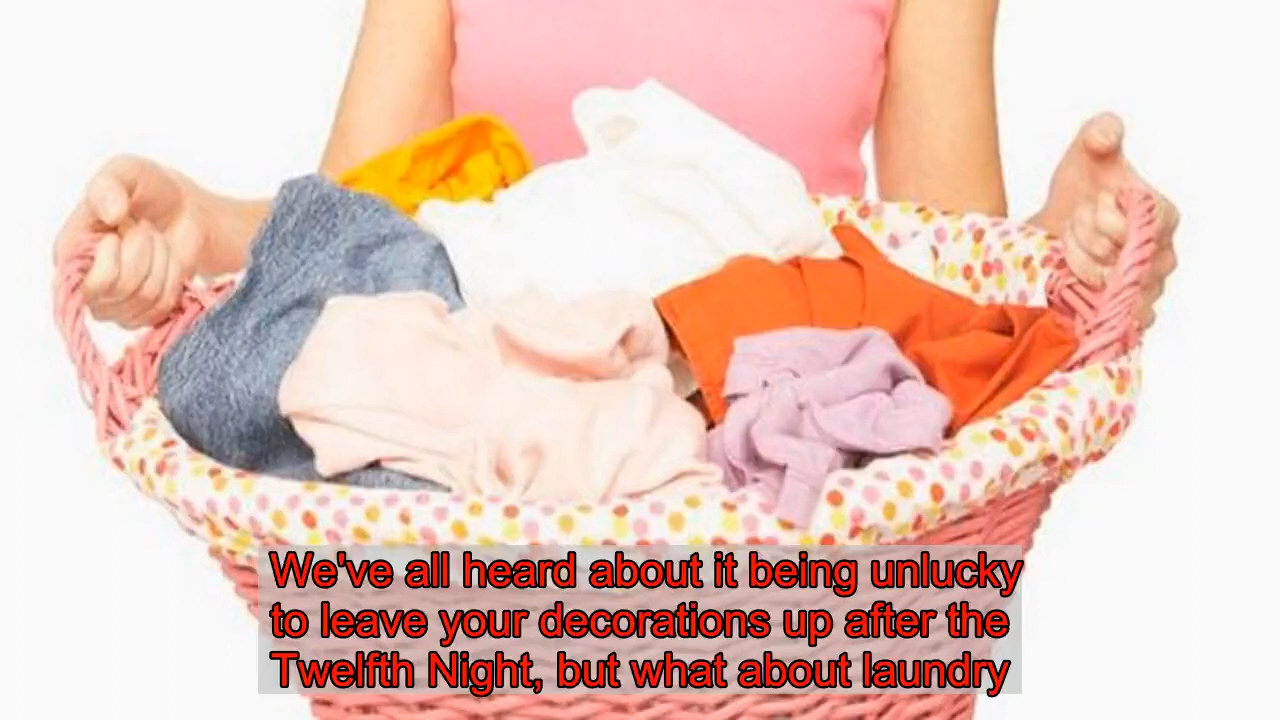 We've all heard about it being unlucky
to leave your decorations up after the
Twelfth Night, but what about laundry